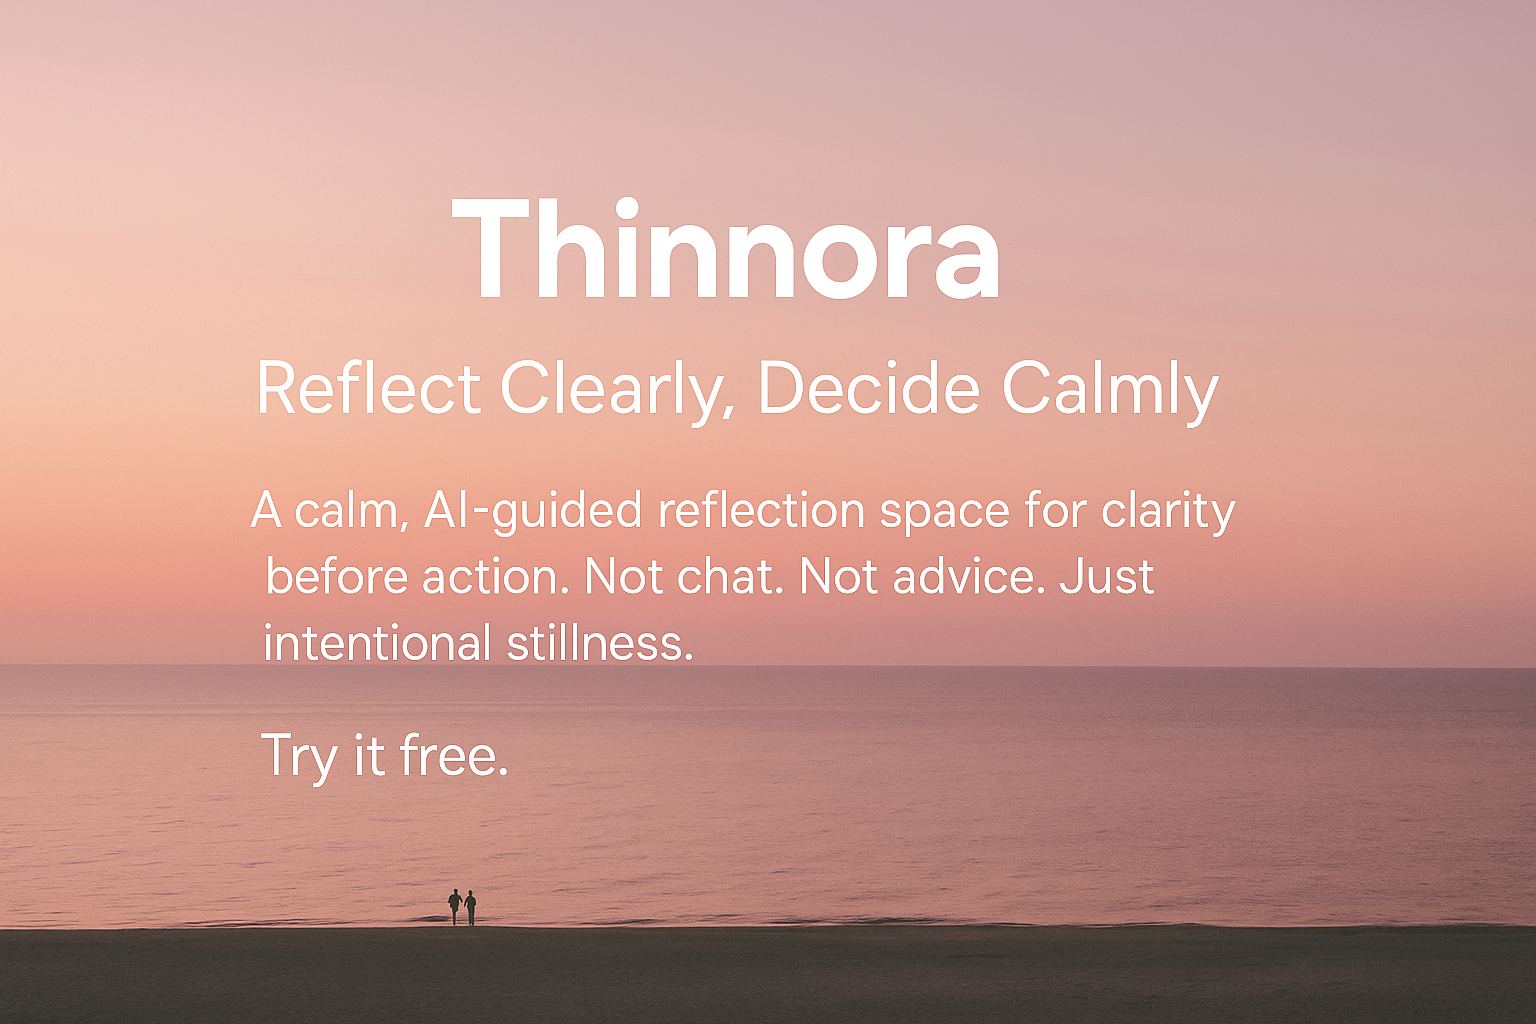 Thinnora
Reflect Clearly, Decide Calmly
A calm, AI-guided reflection space for clarity
before action. Not chat. Not advice. Just
intentional stillness.
Try it free.